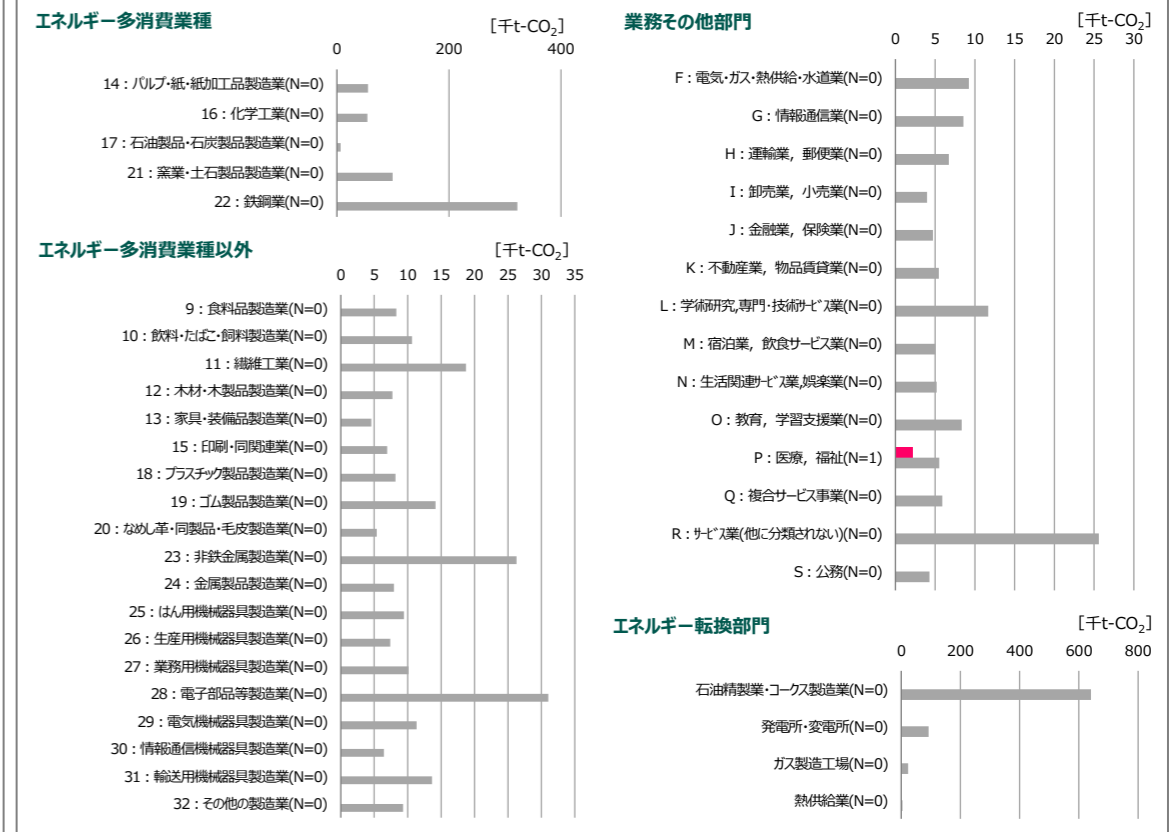 エネルギー多消費業種
[千t-CO₂]
0 200 400
14：パルプ・紙・紙加工品製造業(N=0)
16：化学工業(N=0)
17：石油製品・石炭製品製造業(N=0)
21：窯業・土石製品製造業(N=0)
22：鉄鋼業(N=0)
エネルギー多消費業種以外
[千t-CO₂]
0 5 10 15 20 25 30 35
9：食料品製造業(N=0)
10：飲料・たばこ・飼料製造業(N=0)
11：繊維工業(N=0)
12：木材・木製品製造業(N=0)
13：家具・装備品製造業(N=0)
15：印刷・同関連業(N=0)
18：プラスチック製品製造業(N=0)
19：ゴム製品製造業(N=0)
20：なめし革・同製品・毛皮製造業(N=0)
23：非鉄金属製造業(N=0)
24：金属製品製造業(N=0)
25：はん用機械器具製造業(N=0)
26：生産用機械器具製造業(N=0)
27：業務用機械器具製造業(N=0)
28：電子部品等製造業(N=0)
29：電気機械器具製造業(N=0)
30：情報通信機械器具製造業(N=0)
31：輸送用機械器具製造業(N=0)
32：その他の製造業(N=0)
業務その他部門
[千t-CO₂]
0 5 10 15 20 25 30
F：電気・ガス・熱供給・水道業(N=0)
G：情報通信業(N=0)
H：運輸業，郵便業(N=0)
I：卸売業，小売業(N=0)
J：金融業，保険業(N=0)
K：不動産業，物品賃貸業(N=0)
L：学術研究,専門・技術サービス業(N=0)
M：宿泊業，飲食サービス業(N=0)
N：生活関連サービス業,娯楽業(N=0)
O：教育，学習支援業(N=0)
P：医療，福祉(N=1)
Q：複合サービス事業(N=0)
R：サービス業(他に分類されない)(N=0)
S：公務(N=0)
エネルギー転換部門
[千t-CO₂]
0 200 400 600 800
石油精製業・コークス製造業(N=0)
発電所・変電所(N=0)
ガス製造工場(N=0)
熱供給業(N=0)